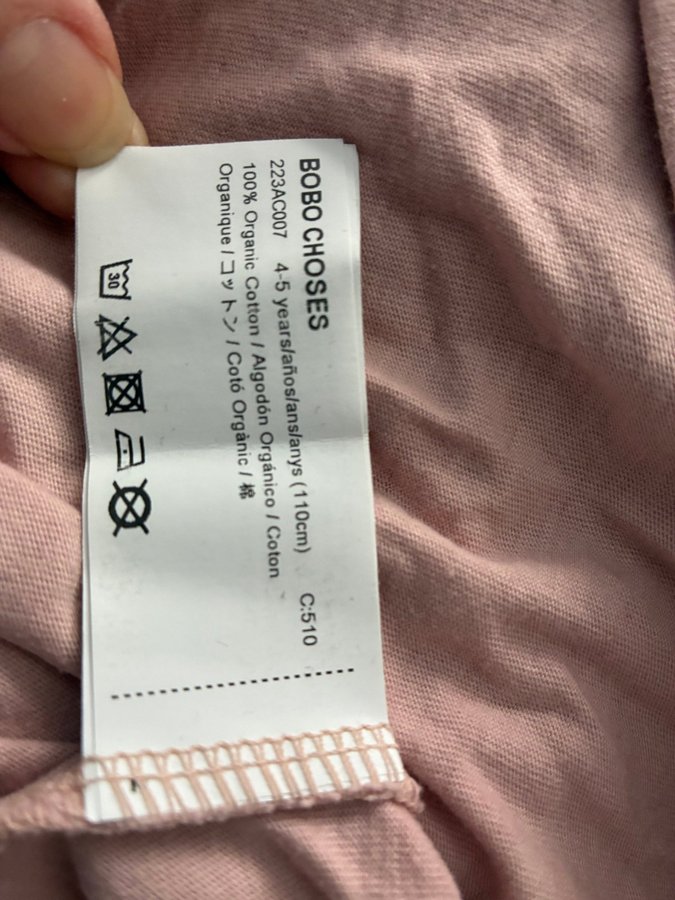 BOBO CHOSES
223AC007 4-5 years/años/ans/anys (110cm) C:510
100% Organic Cotton / Algodón Orgánico / Coton
Organique / コットン / Cotó Orgànic / 棉
30